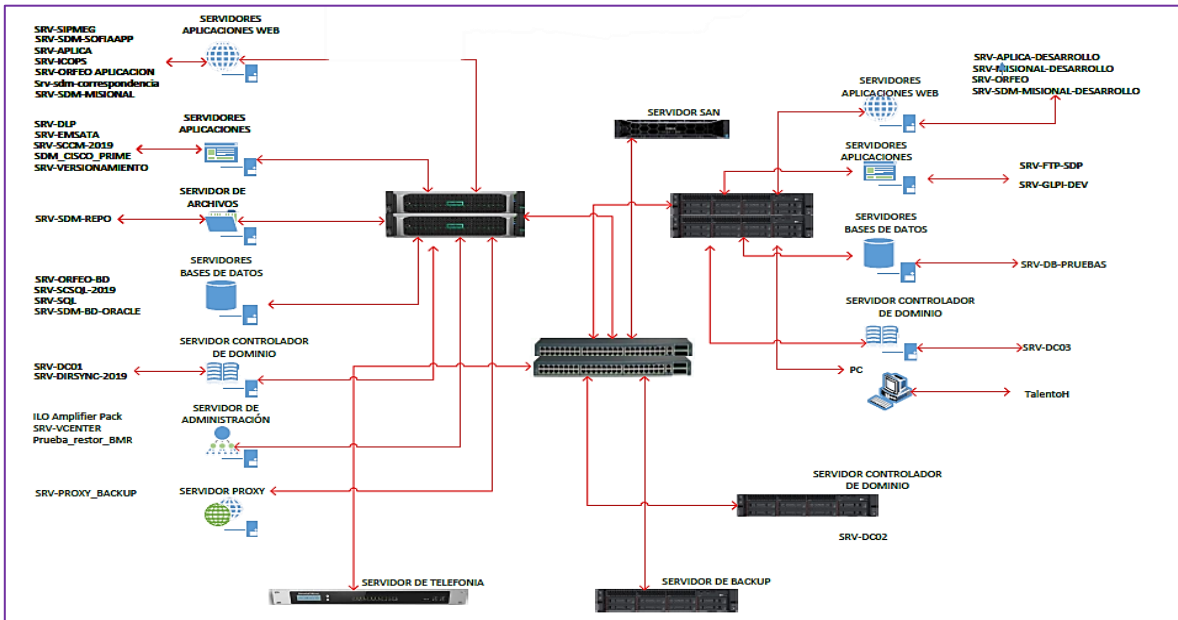 SRV-SIPMEG
SRV-SDM-SOFIAAPP
SRV-APLICA
SRV-ICOPS
SRV-ORFEO APLICACION
Srv-sdm-correspondencia
SRV-SDM-MISIONAL
SERVIDORES
APLICACIONES WEB
SRV-DLP
SRV-EMSATA
SRV-SCCM-2019
SDM_CISCO_PRIME
SRV-VERSIONAMIENTO
SERVIDORES
APLICACIONES
SERVIDOR DE
ARCHIVOS
SRV-SDM-REPO
SERVIDORES
BASES DE DATOS
SRV-ORFEO-BD
SRV-SCSQL-2019
SRV-SQL
SRV-SDM-BD-ORACLE
SERVIDOR CONTROLADOR
DE DOMINIO
SRV-DC01
SRV-DIRSYNC-2019
SERVIDOR DE
ADMINISTRACIÓN
ILO Amplifier Pack
SRV-VCENTER
Prueba_restor_BMR
SRV-PROXY_BACKUP
SERVIDOR PROXY
SERVIDOR DE TELEFONIA
SERVIDOR SAN
SERVIDORES
APLICACIONES WEB
SRV-APLICA-DESARROLLO
SRV-MISIONAL-DESARROLLO
SRV-ORFEO
SRV-SDM-MISIONAL-DESARROLLO
SERVIDORES
APLICACIONES
SRV-FTP-SDP
SRV-GLPI-DEV
SERVIDORES
BASES DE DATOS
SRV-DB-PRUEBAS
SERVIDOR CONTROLADOR
DE DOMINIO
SRV-DC03
PC
TalentoH
SERVIDOR CONTROLADOR
DE DOMINIO
SRV-DC02
SERVIDOR DE BACKUP